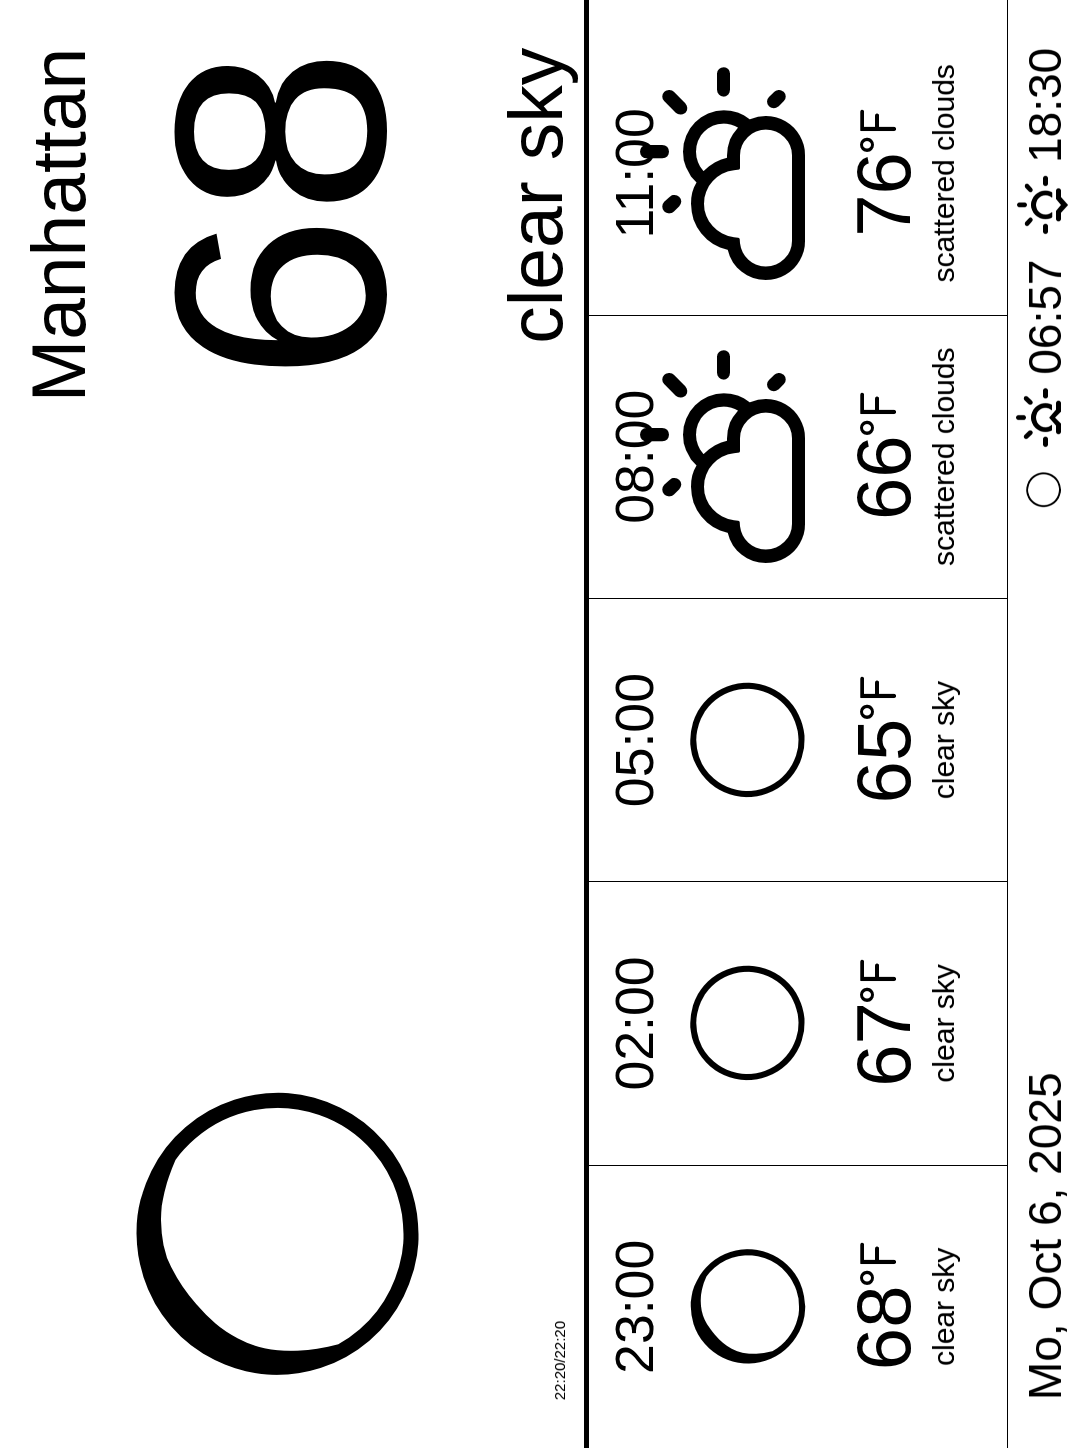 Manhattan
68
clear sky
22:20/22:20
23:00
68°F
clear sky
02:00
67°F
clear sky
05:00
65°F
clear sky
08:00
66°F
scattered clouds
11:00
76°F
scattered clouds
Mo, Oct 6, 2025
06:57 18:30